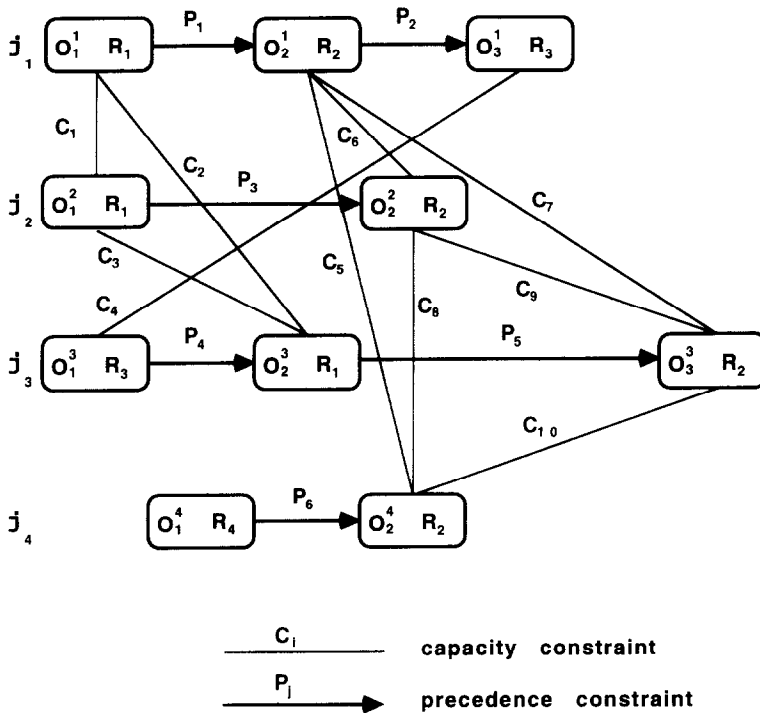 j₁ O₁¹ R₁ P₁ O₂¹ R₂ P₂ O₃¹ R₃
C₁ C₂ C₆
j₂ O₁² R₁ P₃ O₂² R₂ C₇
C₃ C₄ C₅ C₈ C₉
j₃ O₁³ R₃ P₄ O₂³ R₁ P₅ O₃³ R₂
C₁₀
j₄ O₁⁴ R₄ P₆ O₂⁴ R₂
Cᵢ capacity constraint
Pⱼ precedence constraint